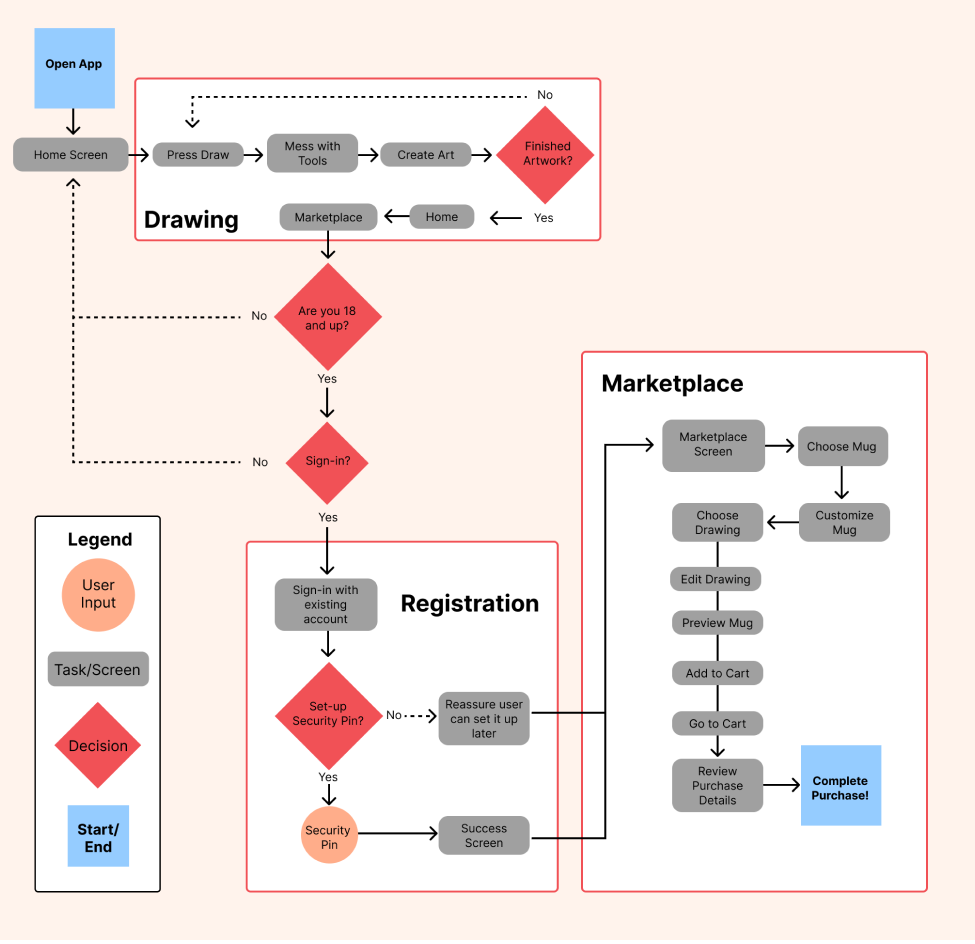 Open App
Home Screen
Press Draw
Mess with
Tools
Create Art
Finished
Artwork?
No
Yes
Home
Marketplace
Drawing
Are you 18
and up?
No
Yes
Sign-in?
No
Yes
Registration
Sign-in with
existing
account
Set-up
Security Pin?
No
Reassure user
can set it up
later
Yes
Security
Pin
Success
Screen
Marketplace
Marketplace
Screen
Choose Mug
Customize
Mug
Choose
Drawing
Edit Drawing
Preview Mug
Add to Cart
Go to Cart
Review
Purchase
Details
Complete
Purchase!
Legend
User
Input
Task/Screen
Decision
Start/
End